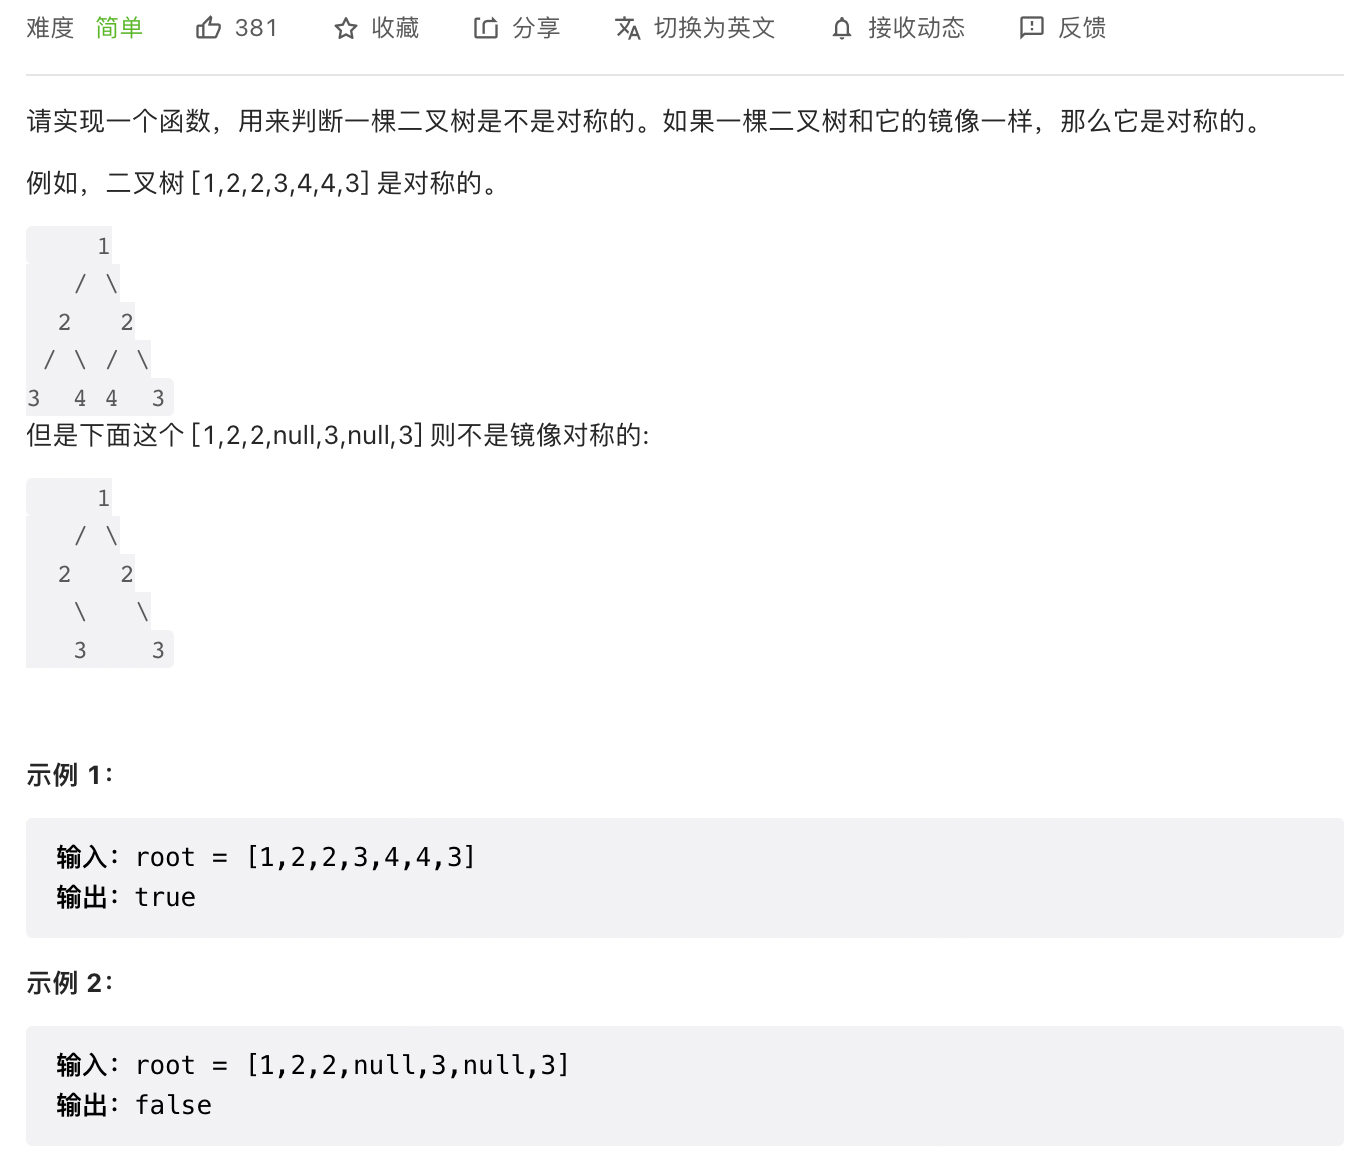 难度 简单 381 收藏 分享 切换为英文 接收动态 反馈
请实现一个函数，用来判断一棵二叉树是不是对称的。如果一棵二叉树和它的镜像一样，那么它是对称的。
例如，二叉树 [1,2,2,3,4,4,3] 是对称的。
1
/ \
2 2
/ \ / \
3 4 4 3
但是下面这个 [1,2,2,null,3,null,3] 则不是镜像对称的:
1
/ \
2 2
\ \
3 3
示例 1：
输入：root = [1,2,2,3,4,4,3]
输出：true
示例 2：
输入：root = [1,2,2,null,3,null,3]
输出：false